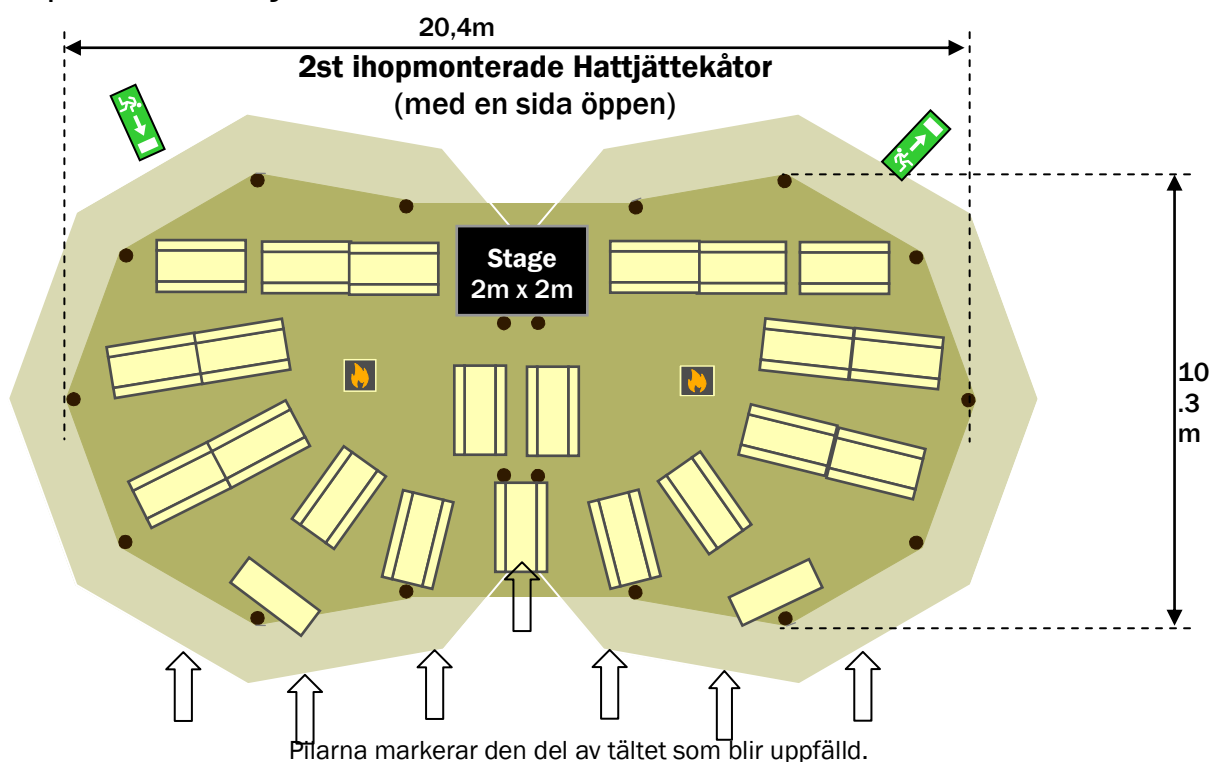 20,4m
2st ihopmonterade Hattjättekåtor
(med en sida öppen)
Stage
2m x 2m
10
.3
m
Pilarna markerar den del av tältet som blir uppfälld.